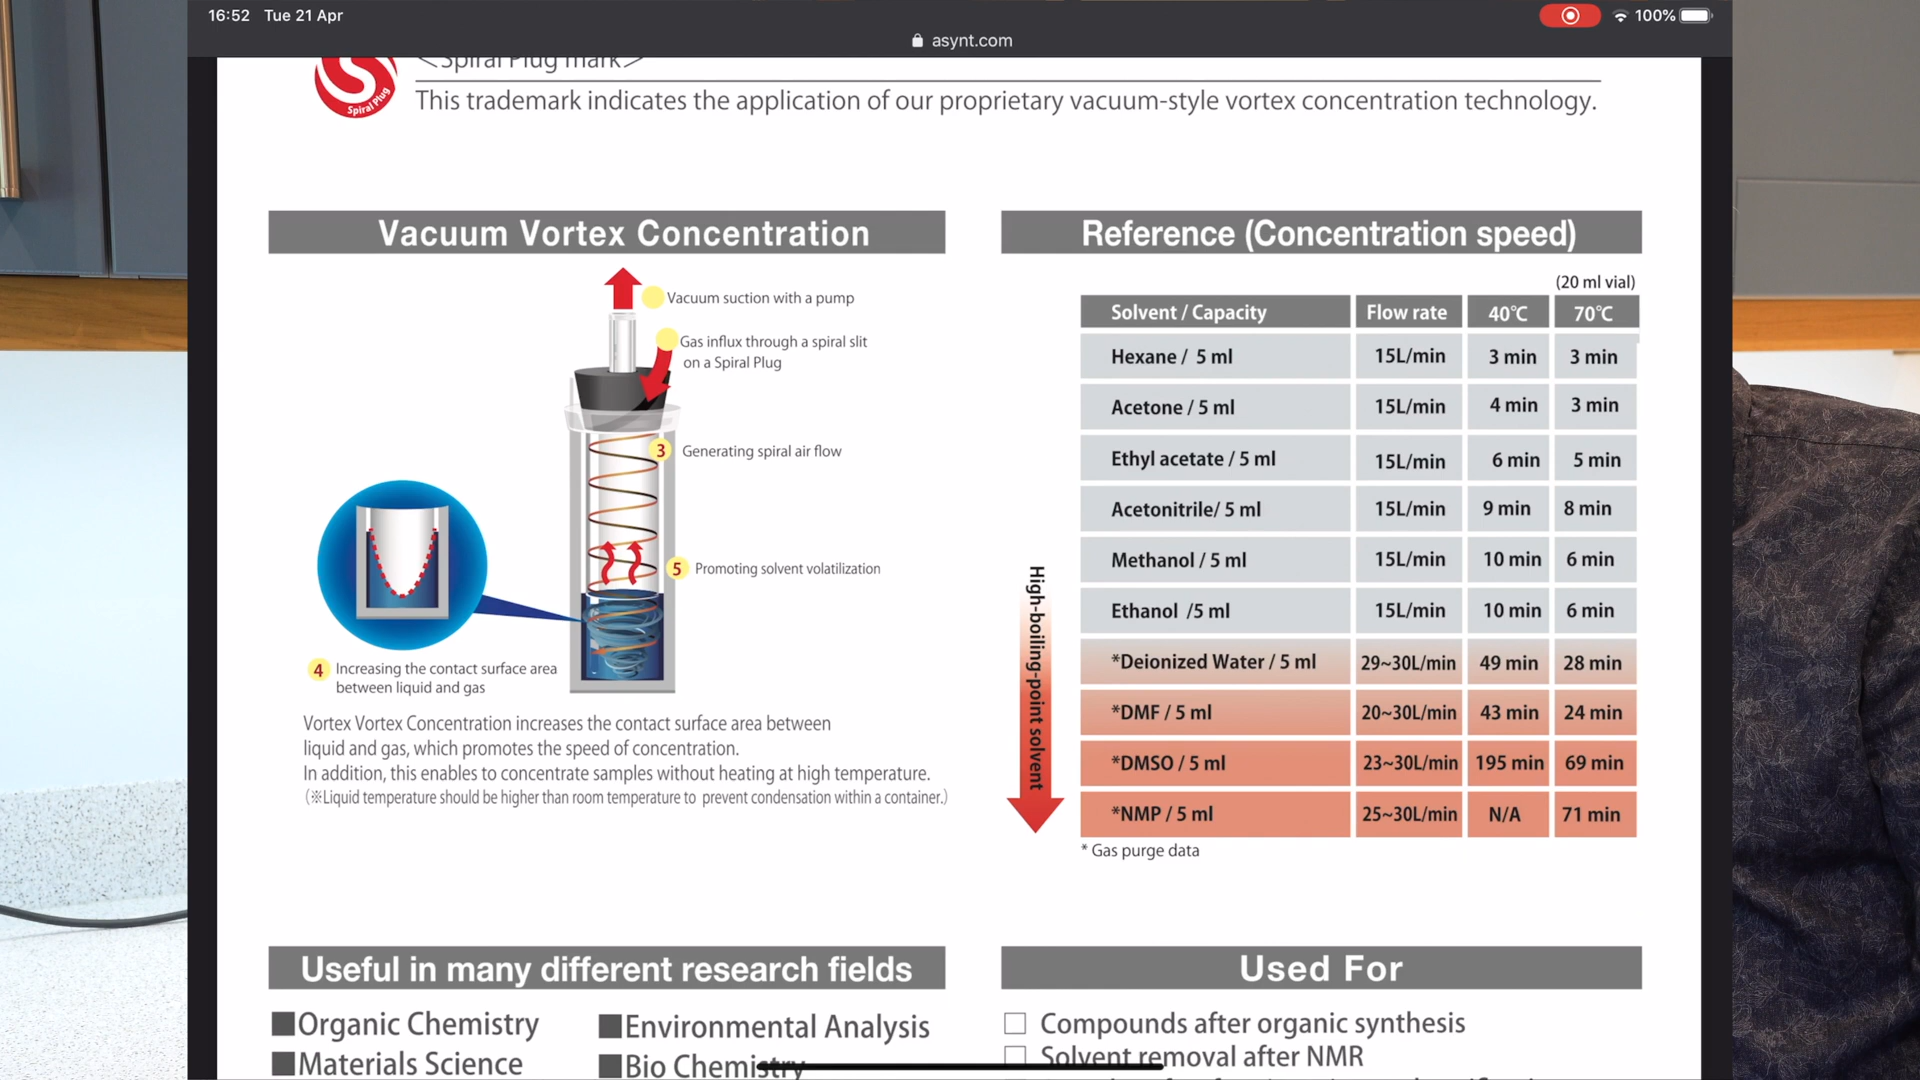 16:52 Tue 21 Apr
100%
asynt.com
<Spiral Plug mark>
Spiral Plug
This trademark indicates the application of our proprietary vacuum-style vortex concentration technology.
Vacuum Vortex Concentration
Vacuum suction with a pump
Gas influx through a spiral slit
on a Spiral Plug
3 Generating spiral air flow
5 Promoting solvent volatilization
4 Increasing the contact surface area
between liquid and gas
Vortex Vortex Concentration increases the contact surface area between
liquid and gas, which promotes the speed of concentration.
In addition, this enables to concentrate samples without heating at high temperature.
(※Liquid temperature should be higher than room temperature to prevent condensation within a container.)
Reference (Concentration speed)
(20 ml vial)
Solvent / Capacity Flow rate 40℃ 70℃
Hexane / 5 ml 15L/min 3 min 3 min
Acetone / 5 ml 15L/min 4 min 3 min
Ethyl acetate / 5 ml 15L/min 6 min 5 min
Acetonitrile/ 5 ml 15L/min 9 min 8 min
Methanol / 5 ml 15L/min 10 min 6 min
Ethanol /5 ml 15L/min 10 min 6 min
*Deionized Water / 5 ml 29~30L/min 49 min 28 min
*DMF / 5 ml 20~30L/min 43 min 24 min
*DMSO / 5 ml 23~30L/min 195 min 69 min
*NMP / 5 ml 25~30L/min N/A 71 min
High-boiling-point solvent
* Gas purge data
Useful in many different research fields
■Organic Chemistry ■Environmental Analysis
■Materials Science ■Bio Chemistry
Used For
□ Compounds after organic synthesis
□ Solvent removal after NMR